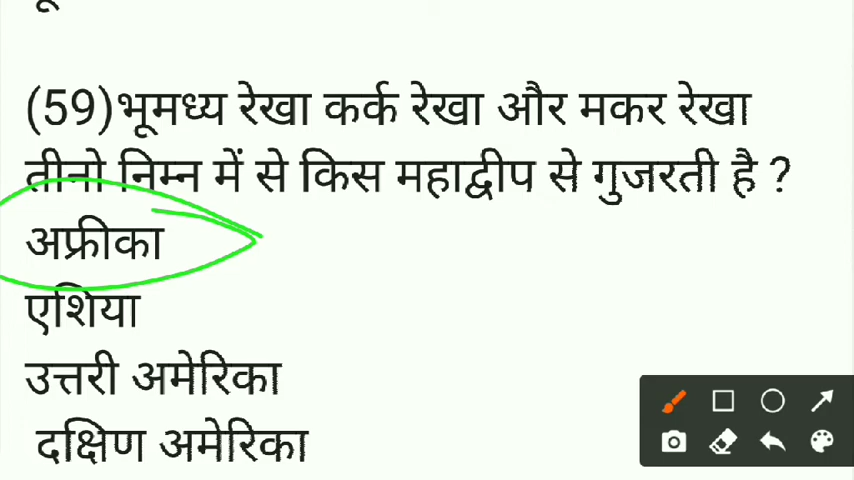 (59)भूमध्य रेखा कर्क रेखा और मकर रेखा
तीनो निम्न में से किस महाद्वीप से गुजरती है ?
अफ्रीका
एशिया
उत्तरी अमेरिका
दक्षिण अमेरिका